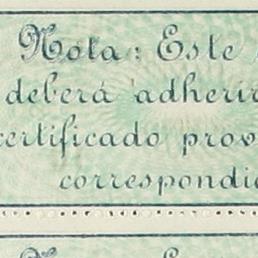 Nota: Este
deberá adherir
certificado prov
correspondi